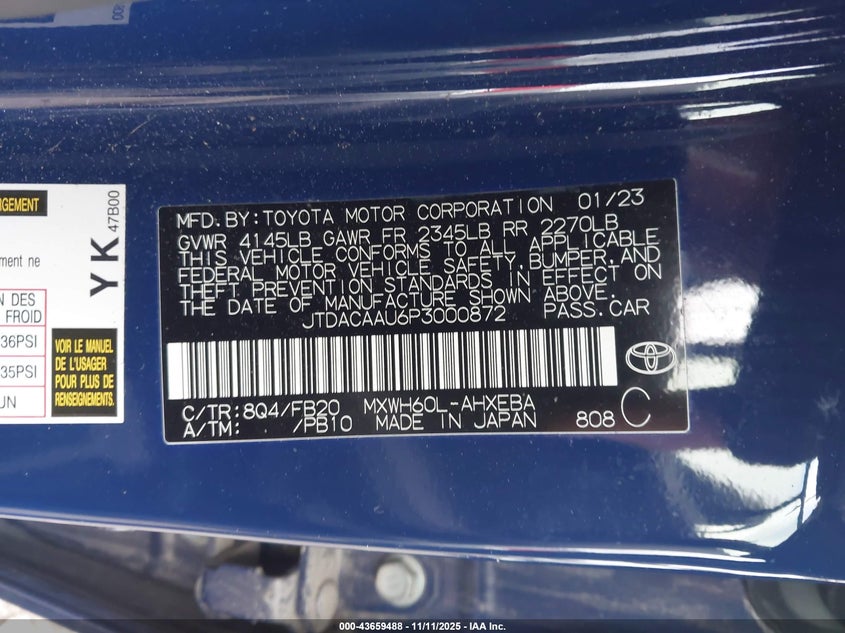 MFD.BY:TOYOTA MOTOR CORPORATION 01/23
GVWR 4145LB GAWR FR 2345LB RR 2270LB
THIS VEHICLE CONFORMS TO ALL APPLICABLE
FEDERAL MOTOR VEHICLE SAFETY,BUMPER,AND
THEFT PREVENTION STANDARDS IN EFFECT ON
THE DATE OF MANUFACTURE SHOWN ABOVE.
JTDACAAU6P3000872 PASS.CAR
C/TR:8Q4/FB20 MXWH60L-AHXEBA
A/TM: /PB10 MADE IN JAPAN 808 C
YK 47B00
ement ne
DES
FROID
36PSI
35PSI
UN
VOIR LE MANUEL
DE L'USAGER
POUR PLUS DE
RENSEIGNEMENTS.
000-43659488 - 11/11/2025 - IAA Inc.